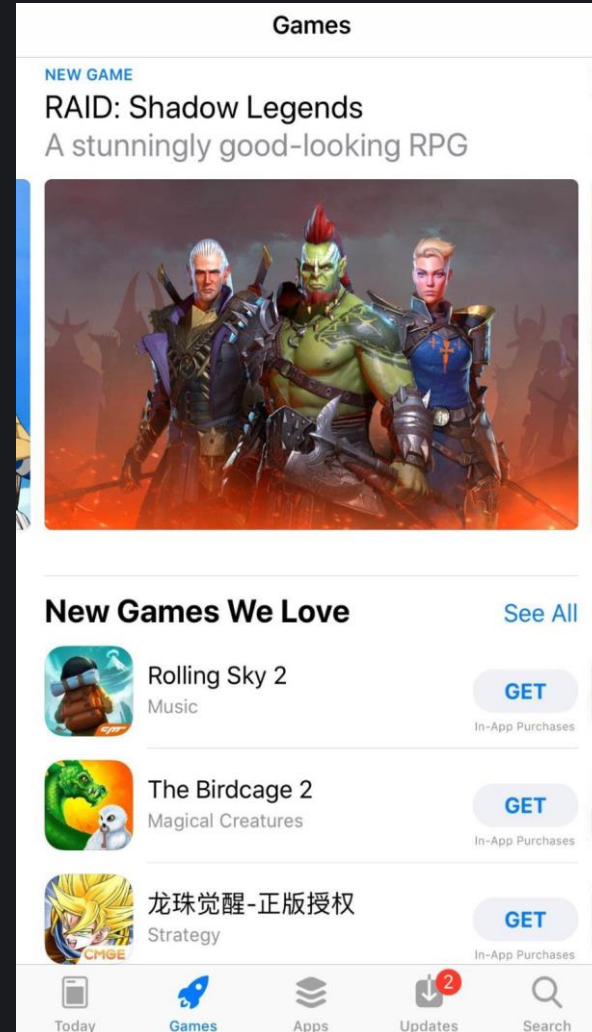 Games
NEW GAME
RAID: Shadow Legends
A stunningly good-looking RPG
New Games We Love
See All
Rolling Sky 2
Music
GET
In-App Purchases
The Birdcage 2
Magical Creatures
GET
In-App Purchases
龙珠觉醒-正版授权
Strategy
CMGE
GET
In-App Purchases
2
Today
Games
Apps
Updates
Search